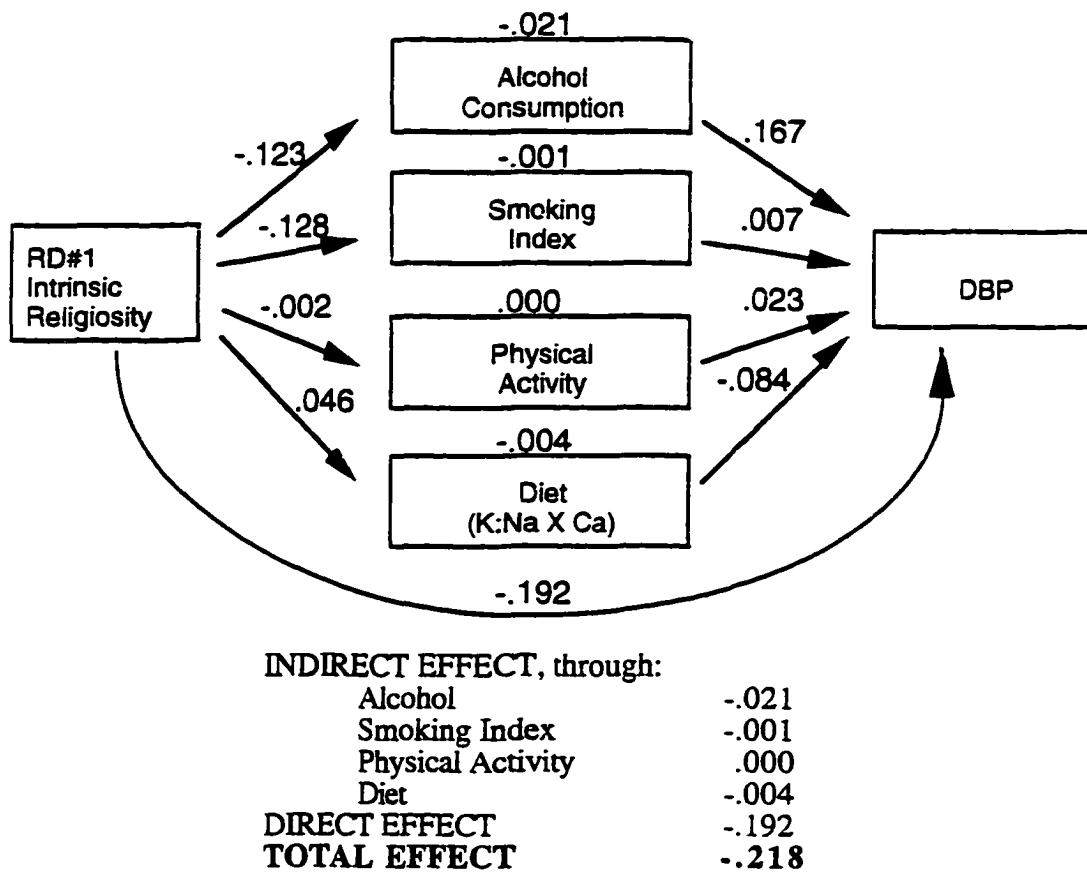 -.021
Alcohol
Consumption
-.123
.167
-.001
Smoking
Index
-.128
.007
RD#1
Intrinsic
Religiosity
DBP
.000
-.002
.023
Physical
Activity
.046
-.084
-.004
Diet
(K:Na X Ca)
-.192
INDIRECT EFFECT, through:
Alcohol -.021
Smoking Index -.001
Physical Activity .000
Diet -.004
DIRECT EFFECT -.192
TOTAL EFFECT -.218